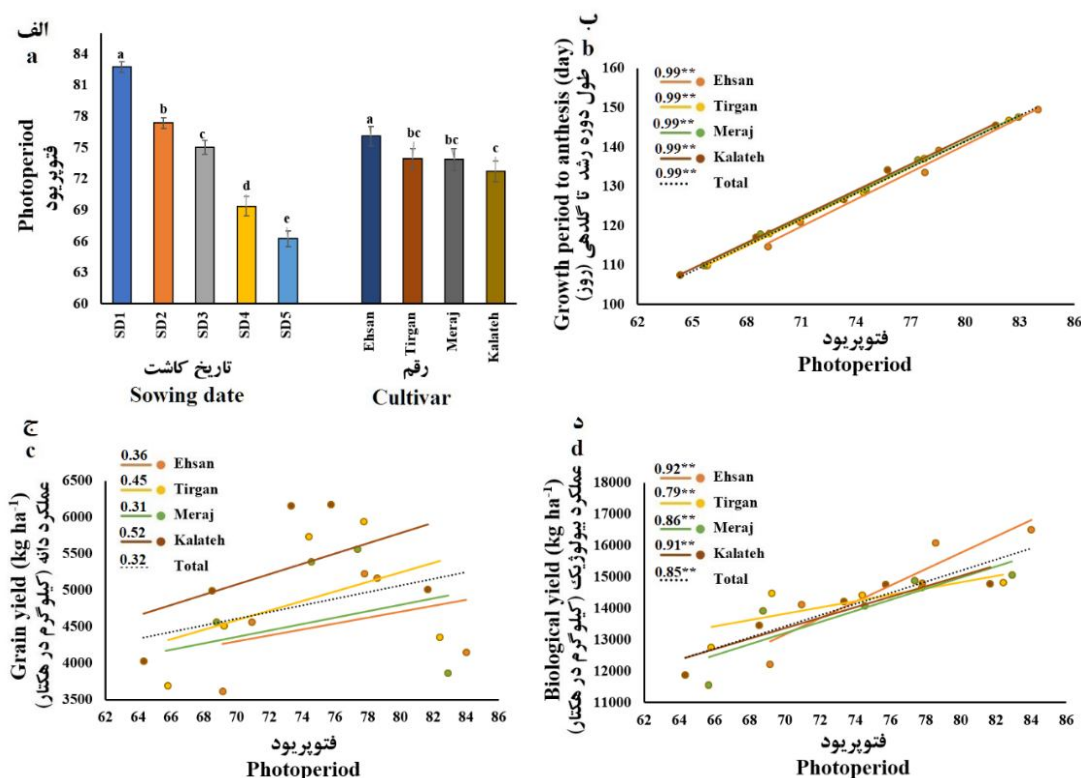 الف
a
Photoperiod
فتوپریود
84
81
78
75
72
69
66
63
60
a
b
c
d
e
a
bc
bc
c
SD1
SD2
SD3
SD4
SD5
Ehsan
Tirgan
Meraj
Kalateh
تاریخ کاشت
Sowing date
رقم
Cultivar
b
Growth period to anthesis (day)
طول دوره رشد تا گلدهی (روز)
160
150
140
130
120
110
100
0.99** Ehsan
0.99** Tirgan
0.99** Meraj
0.99** Kalateh
0.99** Total
62 65 68 71 74 77 80 83 86
فتوپریود
Photoperiod
ج
c
Grain yield (kg ha⁻¹)
عملکرد دانه (کیلوگرم در هکتار)
6500
6000
5500
5000
4500
4000
3500
0.36 Ehsan
0.45 Tirgan
0.31 Meraj
0.52 Kalateh
0.32 Total
62 64 66 68 70 72 74 76 78 80 82 84 86
فتوپریود
Photoperiod
d
Biological yield (kg ha⁻¹)
عملکرد بیولوژیک (کیلوگرم در هکتار)
18000
17000
16000
15000
14000
13000
12000
11000
0.92** Ehsan
0.79** Tirgan
0.86** Meraj
0.91** Kalateh
0.85** Total
62 64 66 68 70 72 74 76 78 80 82 84 86
فتوپریود
Photoperiod